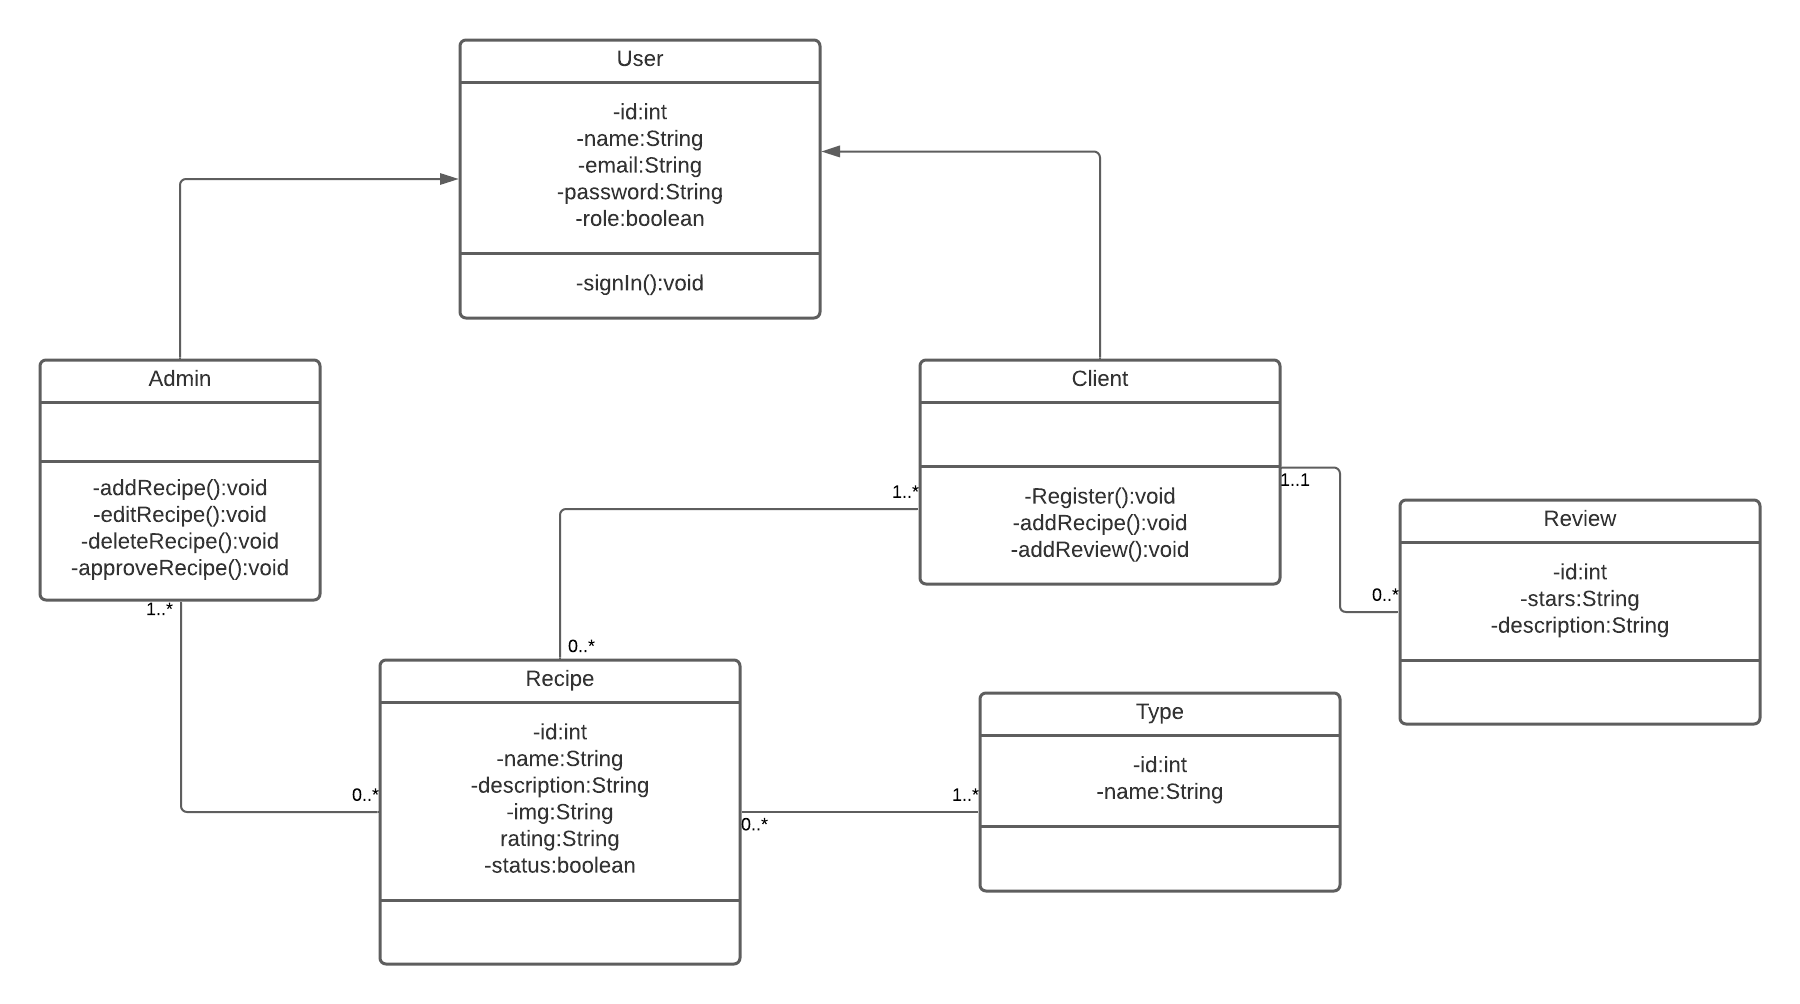 User
-id:int
-name:String
-email:String
-password:String
-role:boolean
-signIn():void
Admin
-addRecipe():void
-editRecipe():void
-deleteRecipe():void
-approveRecipe():void
1..*
0..*
Client
-Register():void
-addRecipe():void
-addReview():void
1..*
1..1
0..*
0..*
Review
-id:int
-stars:String
-description:String
Recipe
-id:int
-name:String
-description:String
-img:String
rating:String
-status:boolean
0..*
1..*
Type
-id:int
-name:String